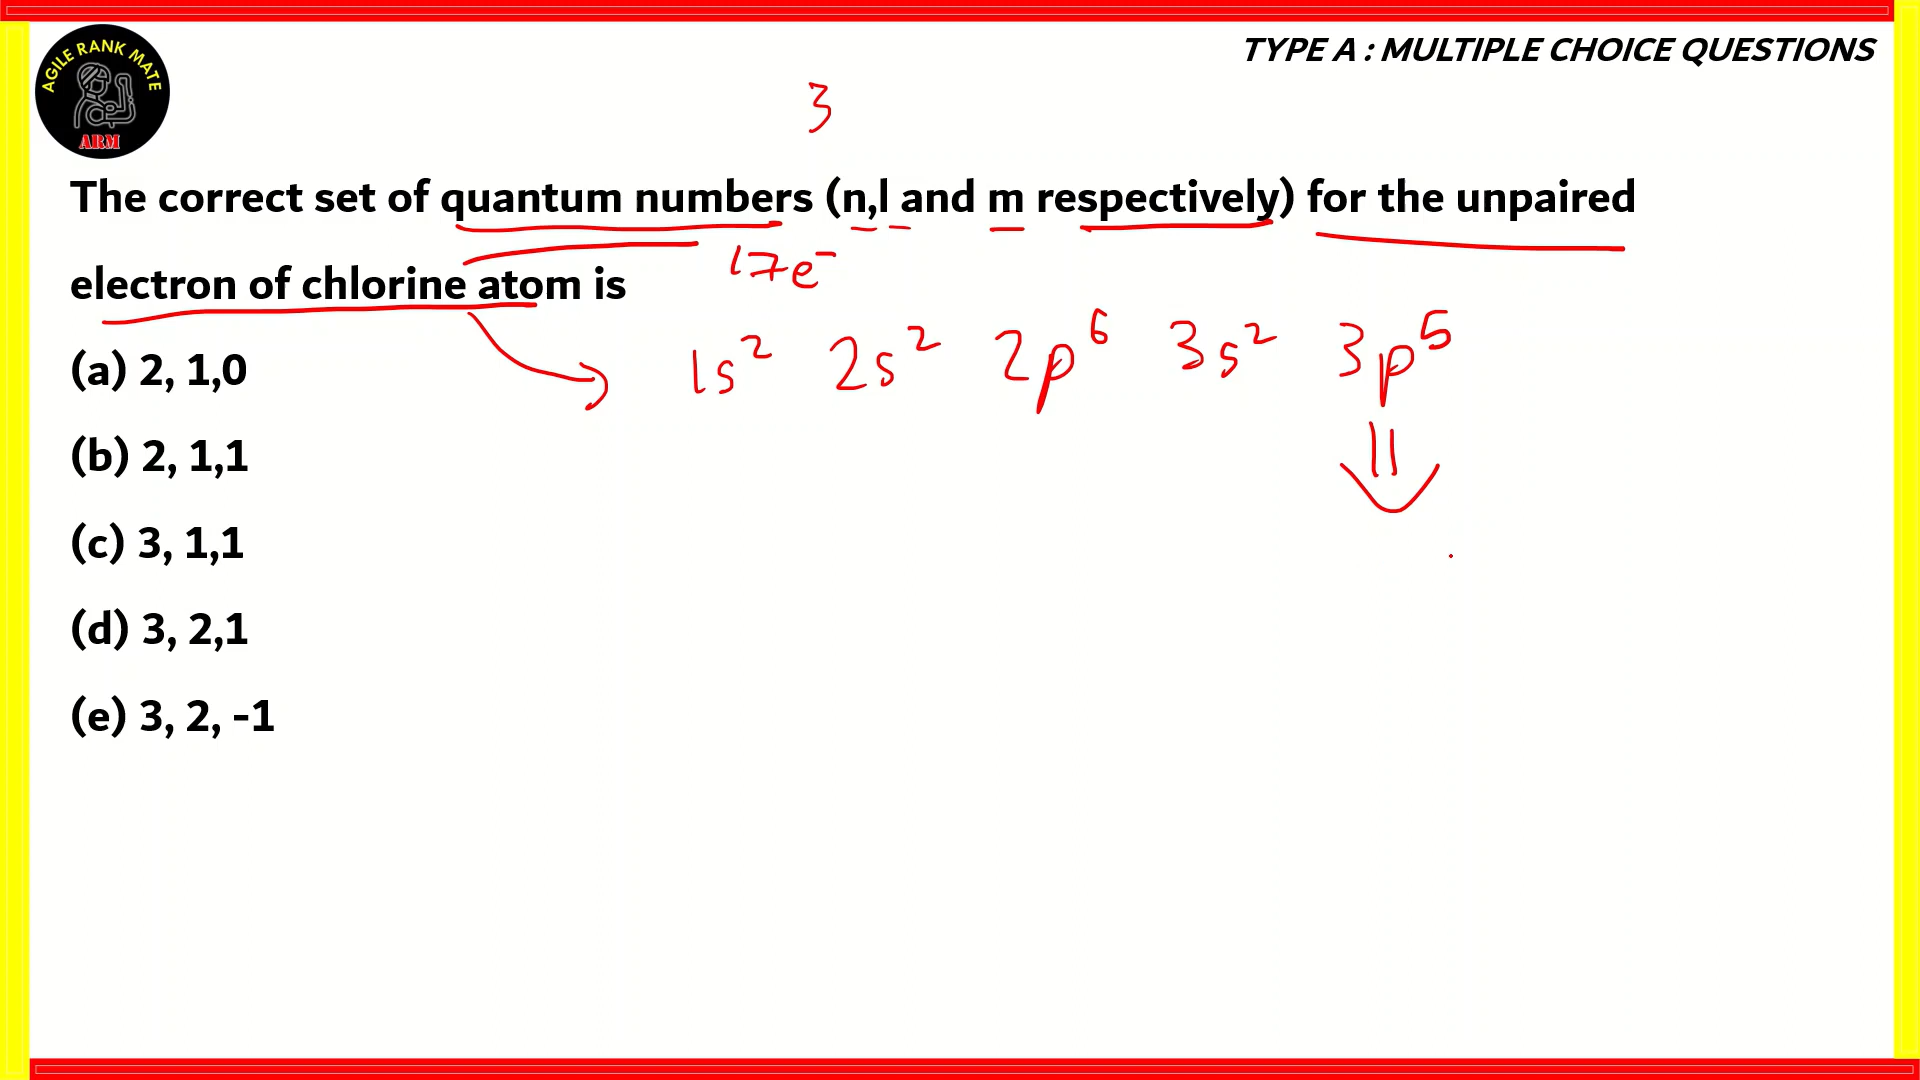 AGILE RANK MATE
ARM
TYPE A : MULTIPLE CHOICE QUESTIONS
3
The correct set of quantum numbers (n,l and m respectively) for the unpaired
17e⁻
electron of chlorine atom is
1s² 2s² 2p⁶ 3s² 3p⁵
(a) 2, 1,0
(b) 2, 1,1
(c) 3, 1,1
(d) 3, 2,1
(e) 3, 2, -1